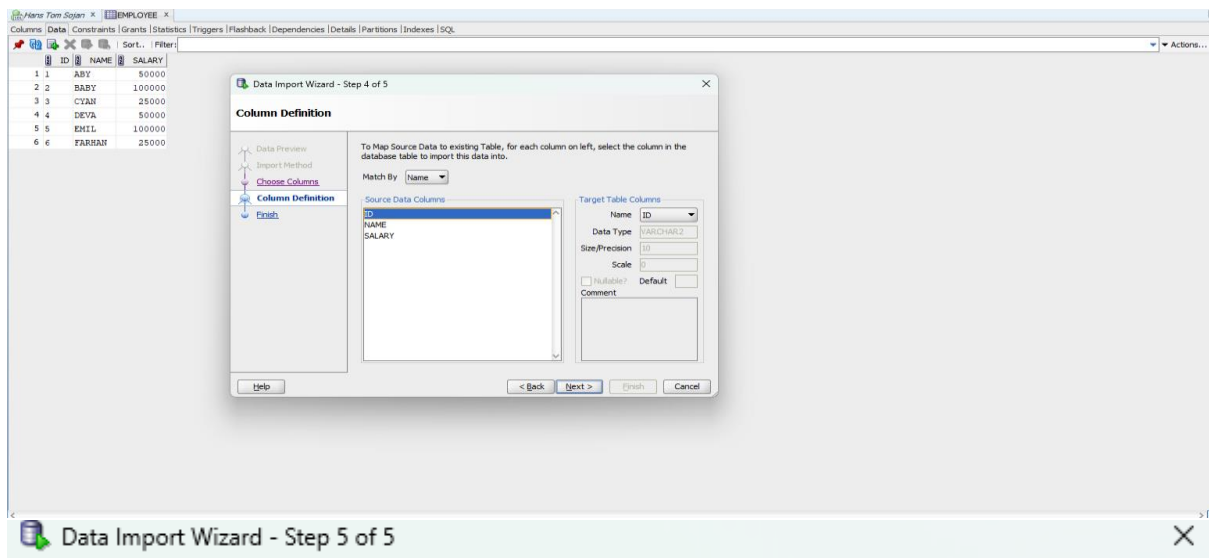 Hans Tom Sojan × EMPLOYEE ×
Columns Data Constraints |Grants |Statistics |Triggers |Flashback |Dependencies |Details |Partitions |Indexes |SQL
Sort.. Filter: Actions...
ID NAME SALARY
1 1 ABY 50000
2 2 BABY 100000
3 3 CYAN 25000
4 4 DEVA 50000
5 5 EMIL 100000
6 6 FARHAN 25000
Data Import Wizard - Step 4 of 5
Column Definition
Data Preview
Import Method
Choose Columns
Column Definition
Finish
To Map Source Data to existing Table, for each column on left, select the column in the
database table to import this data into.
Match By Name
Source Data Columns
ID
NAME
SALARY
Target Table Columns
Name ID
Data Type VARCHAR2
Size/Precision 10
Scale 0
Nullable? Default
Comment
Help < Back Next > Finish Cancel
Data Import Wizard - Step 5 of 5